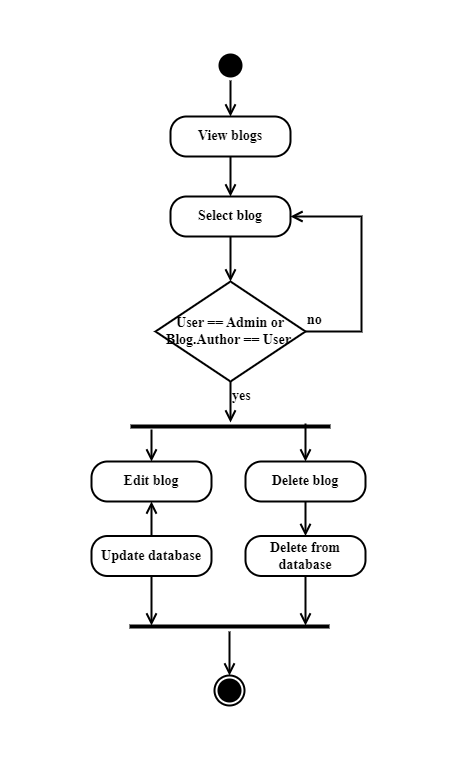 View blogs
Select blog
User == Admin or
Blog.Author == User
no
yes
Edit blog
Delete blog
Update database
Delete from
database